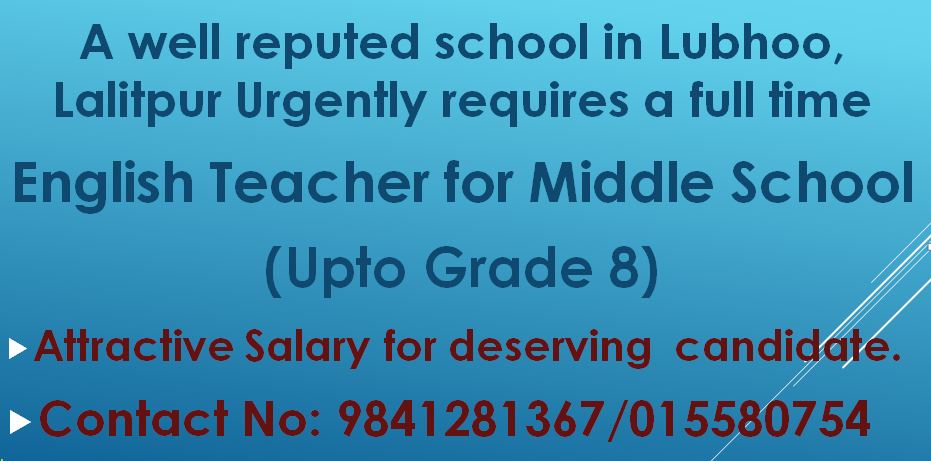 A well reputed school in Lubhoo,
Lalitpur Urgently requires a full time
English Teacher for Middle School
(Upto Grade 8)
Attractive Salary for deserving candidate.
Contact No: 9841281367/015580754